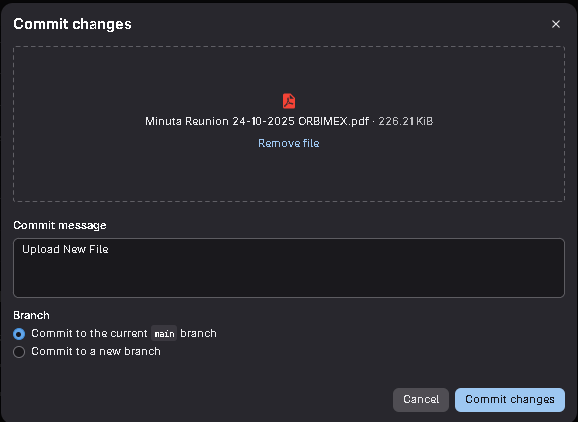 Commit changes
Minuta Reunion 24-10-2025 ORBIMEX.pdf · 226.21 KiB
Remove file
Commit message
Upload New File
Branch
Commit to the current main branch
Commit to a new branch
Cancel Commit changes